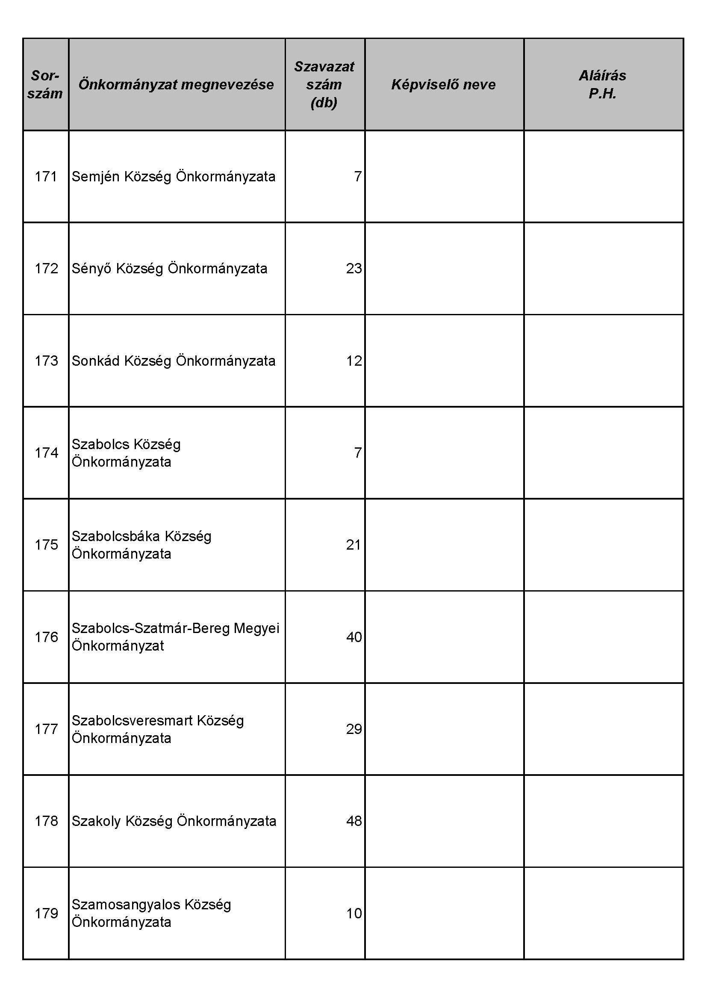 Sor-
szám
Önkormányzat megnevezése
Szavazat
szám
(db)
Képviselő neve
Aláírás
P.H.
171 Semjén Község Önkormányzata 7
172 Sényő Község Önkormányzata 23
173 Sonkád Község Önkormányzata 12
174 Szabolcs Község
Önkormányzata 7
175 Szabolcsbáka Község
Önkormányzata 21
176 Szabolcs-Szatmár-Bereg Megyei
Önkormányzat 40
177 Szabolcsveresmart Község
Önkormányzata 29
178 Szakoly Község Önkormányzata 48
179 Szamosangyalos Község
Önkormányzata 10